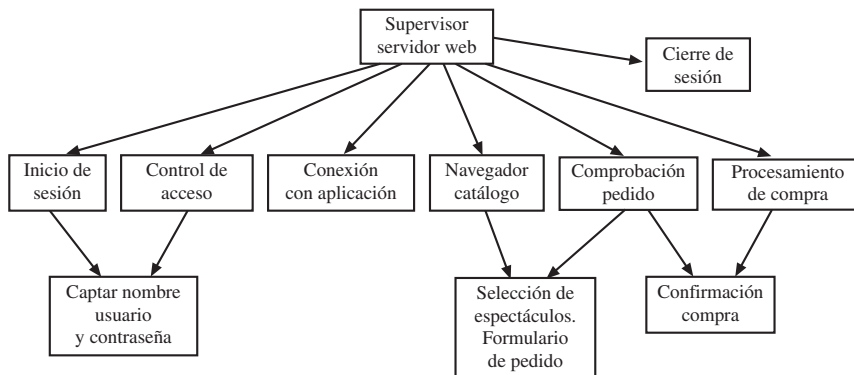 Supervisor
servidor web
Cierre de
sesión
Inicio de
sesión
Control de
acceso
Conexión
con aplicación
Navegador
catálogo
Comprobación
pedido
Procesamiento
de compra
Captar nombre
usuario
y contraseña
Selección de
espectáculos.
Formulario
de pedido
Confirmación
compra